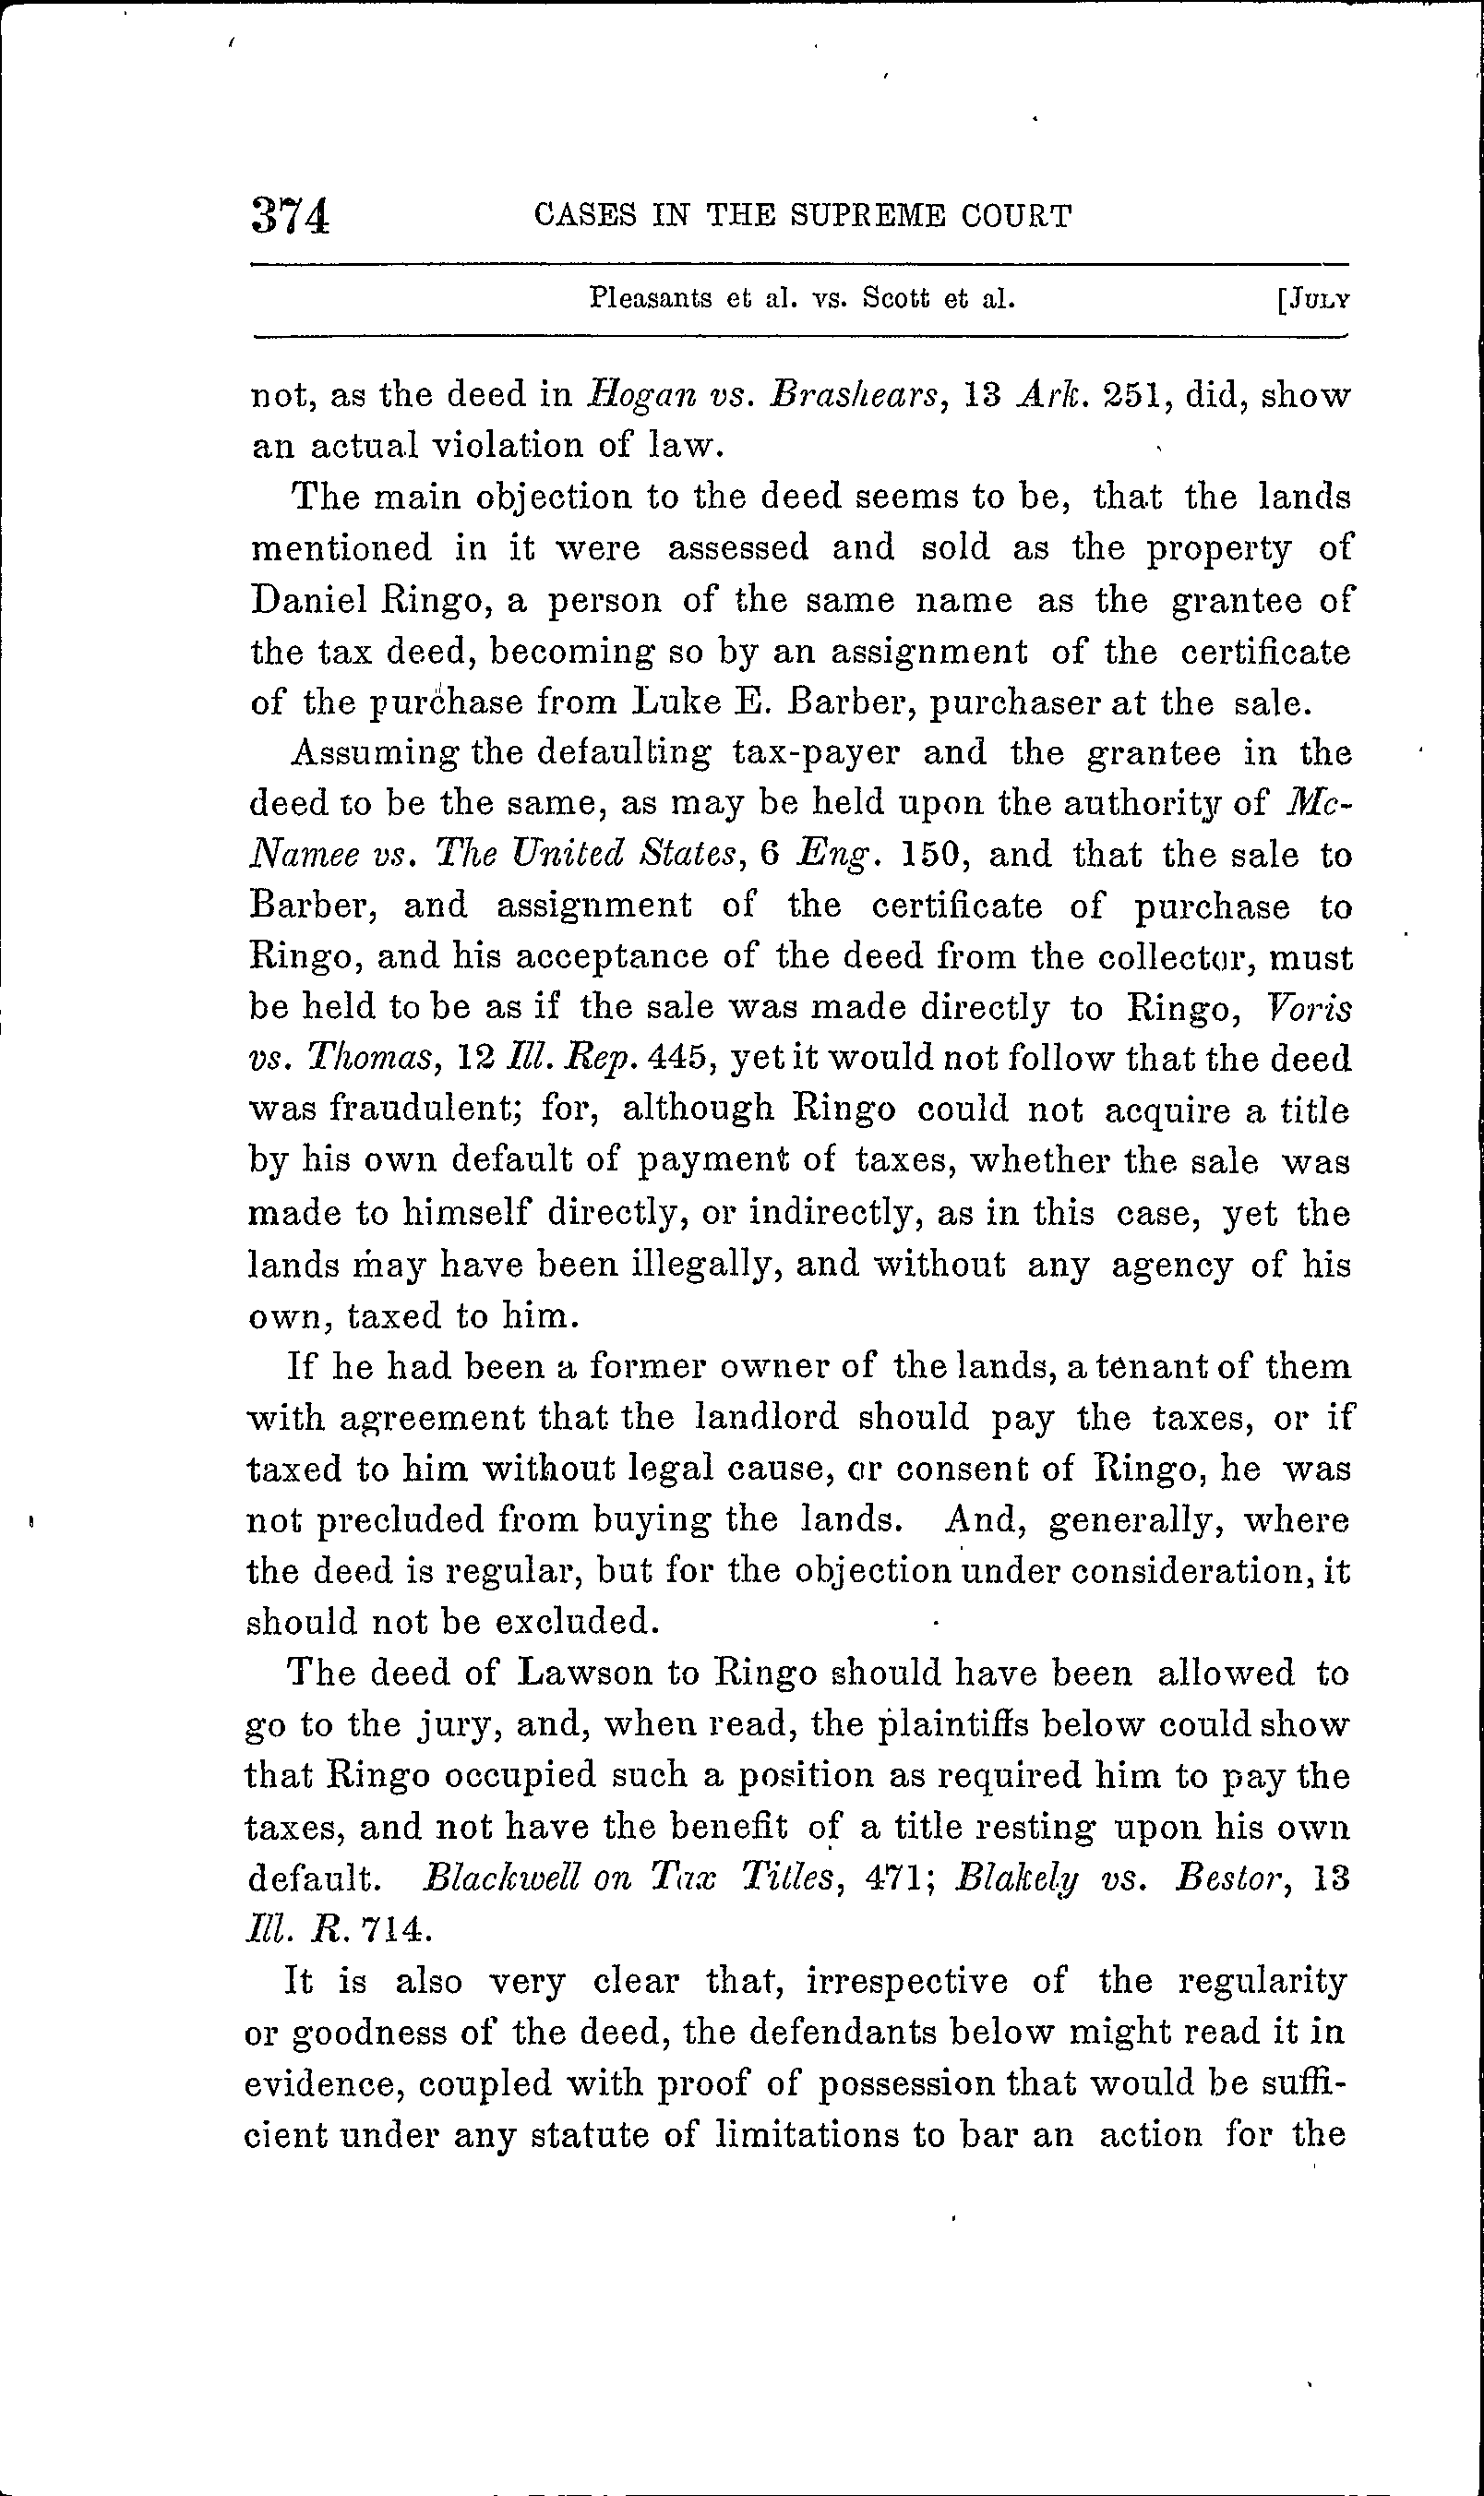 374 CASES IN THE SUPREME COURT
Pleasants et al. vs. Scott et al. [JULY
not, as the deed in Hogan vs. Brashears, 13 Ark. 251, did, show
an actual violation of law.
The main objection to the deed seems to be, that the lands
mentioned in it were assessed and sold as the property of
Daniel Ringo, a person of the same name as the grantee of
the tax deed, becoming so by an assignment of the certificate
of the purchase from Luke E. Barber, purchaser at the sale.
Assuming the defaulting tax-payer and the grantee in the
deed to be the same, as may be held upon the authority of Mc-
Namee vs. The United States, 6 Eng. 150, and that the sale to
Barber, and assignment of the certificate of purchase to
Ringo, and his acceptance of the deed from the collector, must
be held to be as if the sale was made directly to Ringo, Voris
vs. Thomas, 12 Ill. Rep. 445, yet it would not follow that the deed
was fraudulent; for, although Ringo could not acquire a title
by his own default of payment of taxes, whether the sale was
made to himself directly, or indirectly, as in this case, yet the
lands may have been illegally, and without any agency of his
own, taxed to him.
If he had been a former owner of the lands, a tenant of them
with agreement that the landlord should pay the taxes, or if
taxed to him without legal cause, or consent of Ringo, he was
not precluded from buying the lands. And, generally, where
the deed is regular, but for the objection under consideration, it
should not be excluded.
The deed of Lawson to Ringo should have been allowed to
go to the jury, and, when read, the plaintiffs below could show
that Ringo occupied such a position as required him to pay the
taxes, and not have the benefit of a title resting upon his own
default. Blackwell on Tax Titles, 471; Blakely vs. Bestor, 13
Ill. R. 714.
It is also very clear that, irrespective of the regularity
or goodness of the deed, the defendants below might read it in
evidence, coupled with proof of possession that would be suffi-
cient under any statute of limitations to bar an action for the